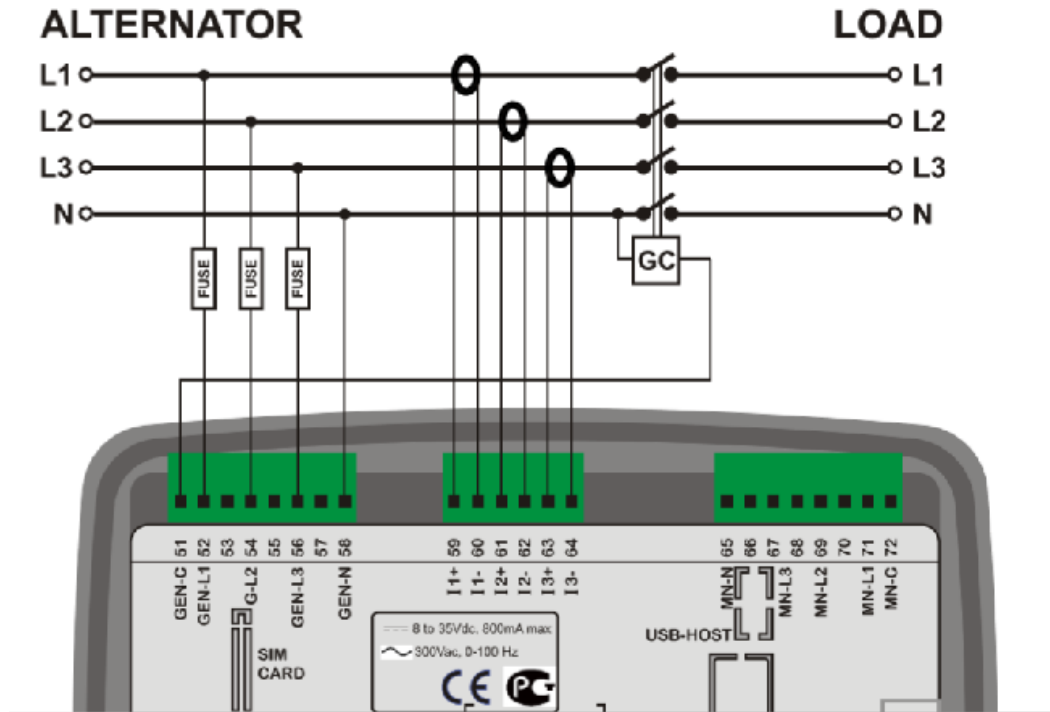 ALTERNATOR LOAD
L1 L1
L2 L2
L3 L3
N N
FUSE FUSE FUSE GC
51 52 53 54 55 56 57 58 59 60 61 62 63 64 65 66 67 68 69 70 71 72
GEN-C GEN-L1 G-L2 GEN-L3 GEN-N I1+ I1- I2+ I2- I3+ I3- MN-N MN-L3 MN-L2 MN-L1 MN-C
8 to 35Vdc, 800mA max
USB-HOST
300Vac, 0-100 Hz
SIM
CARD
CE PG